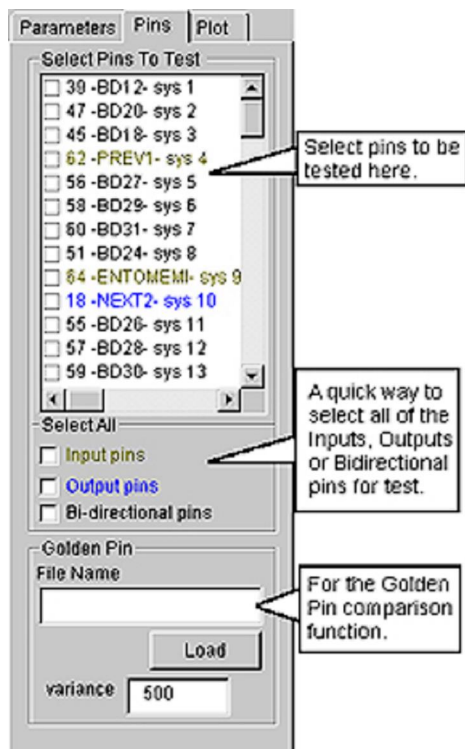 Parameters Pins Plot
Select Pins To Test
39 -BD12- sys 1
47 -BD20- sys 2
45 -BD18- sys 3
62 -PREV1- sys 4
56 -BD27- sys 5
58 -BD29- sys 6
60 -BD31- sys 7
51 -BD24- sys 8
64 -ENTOMEMI- sys 9
18 -NEXT2- sys 10
55 -BD26- sys 11
57 -BD28- sys 12
59 -BD30- sys 13
Select pins to be
tested here.
Select All
Input pins
Output pins
Bi-directional pins
A quick way to
select all of the
Inputs, Outputs
or Bidirectional
pins for test.
Golden Pin
File Name
Load
variance 500
For the Golden
Pin comparison
function.